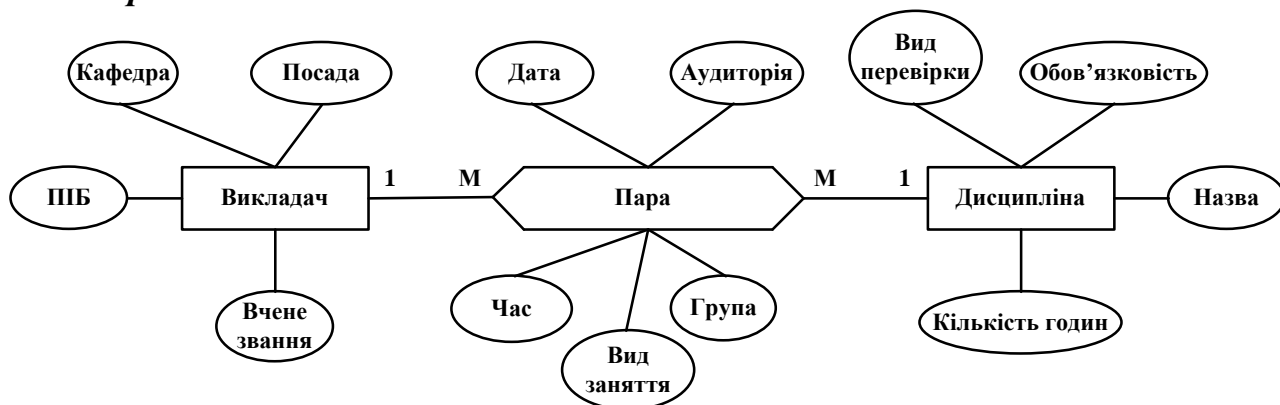 Кафедра
Посада
Дата
Аудиторія
Вид
перевірки
Обов’язковість
ПІБ
Викладач
1
М
Пара
М
1
Дисципліна
Назва
Вчене
звання
Час
Вид
заняття
Група
Кількість годин